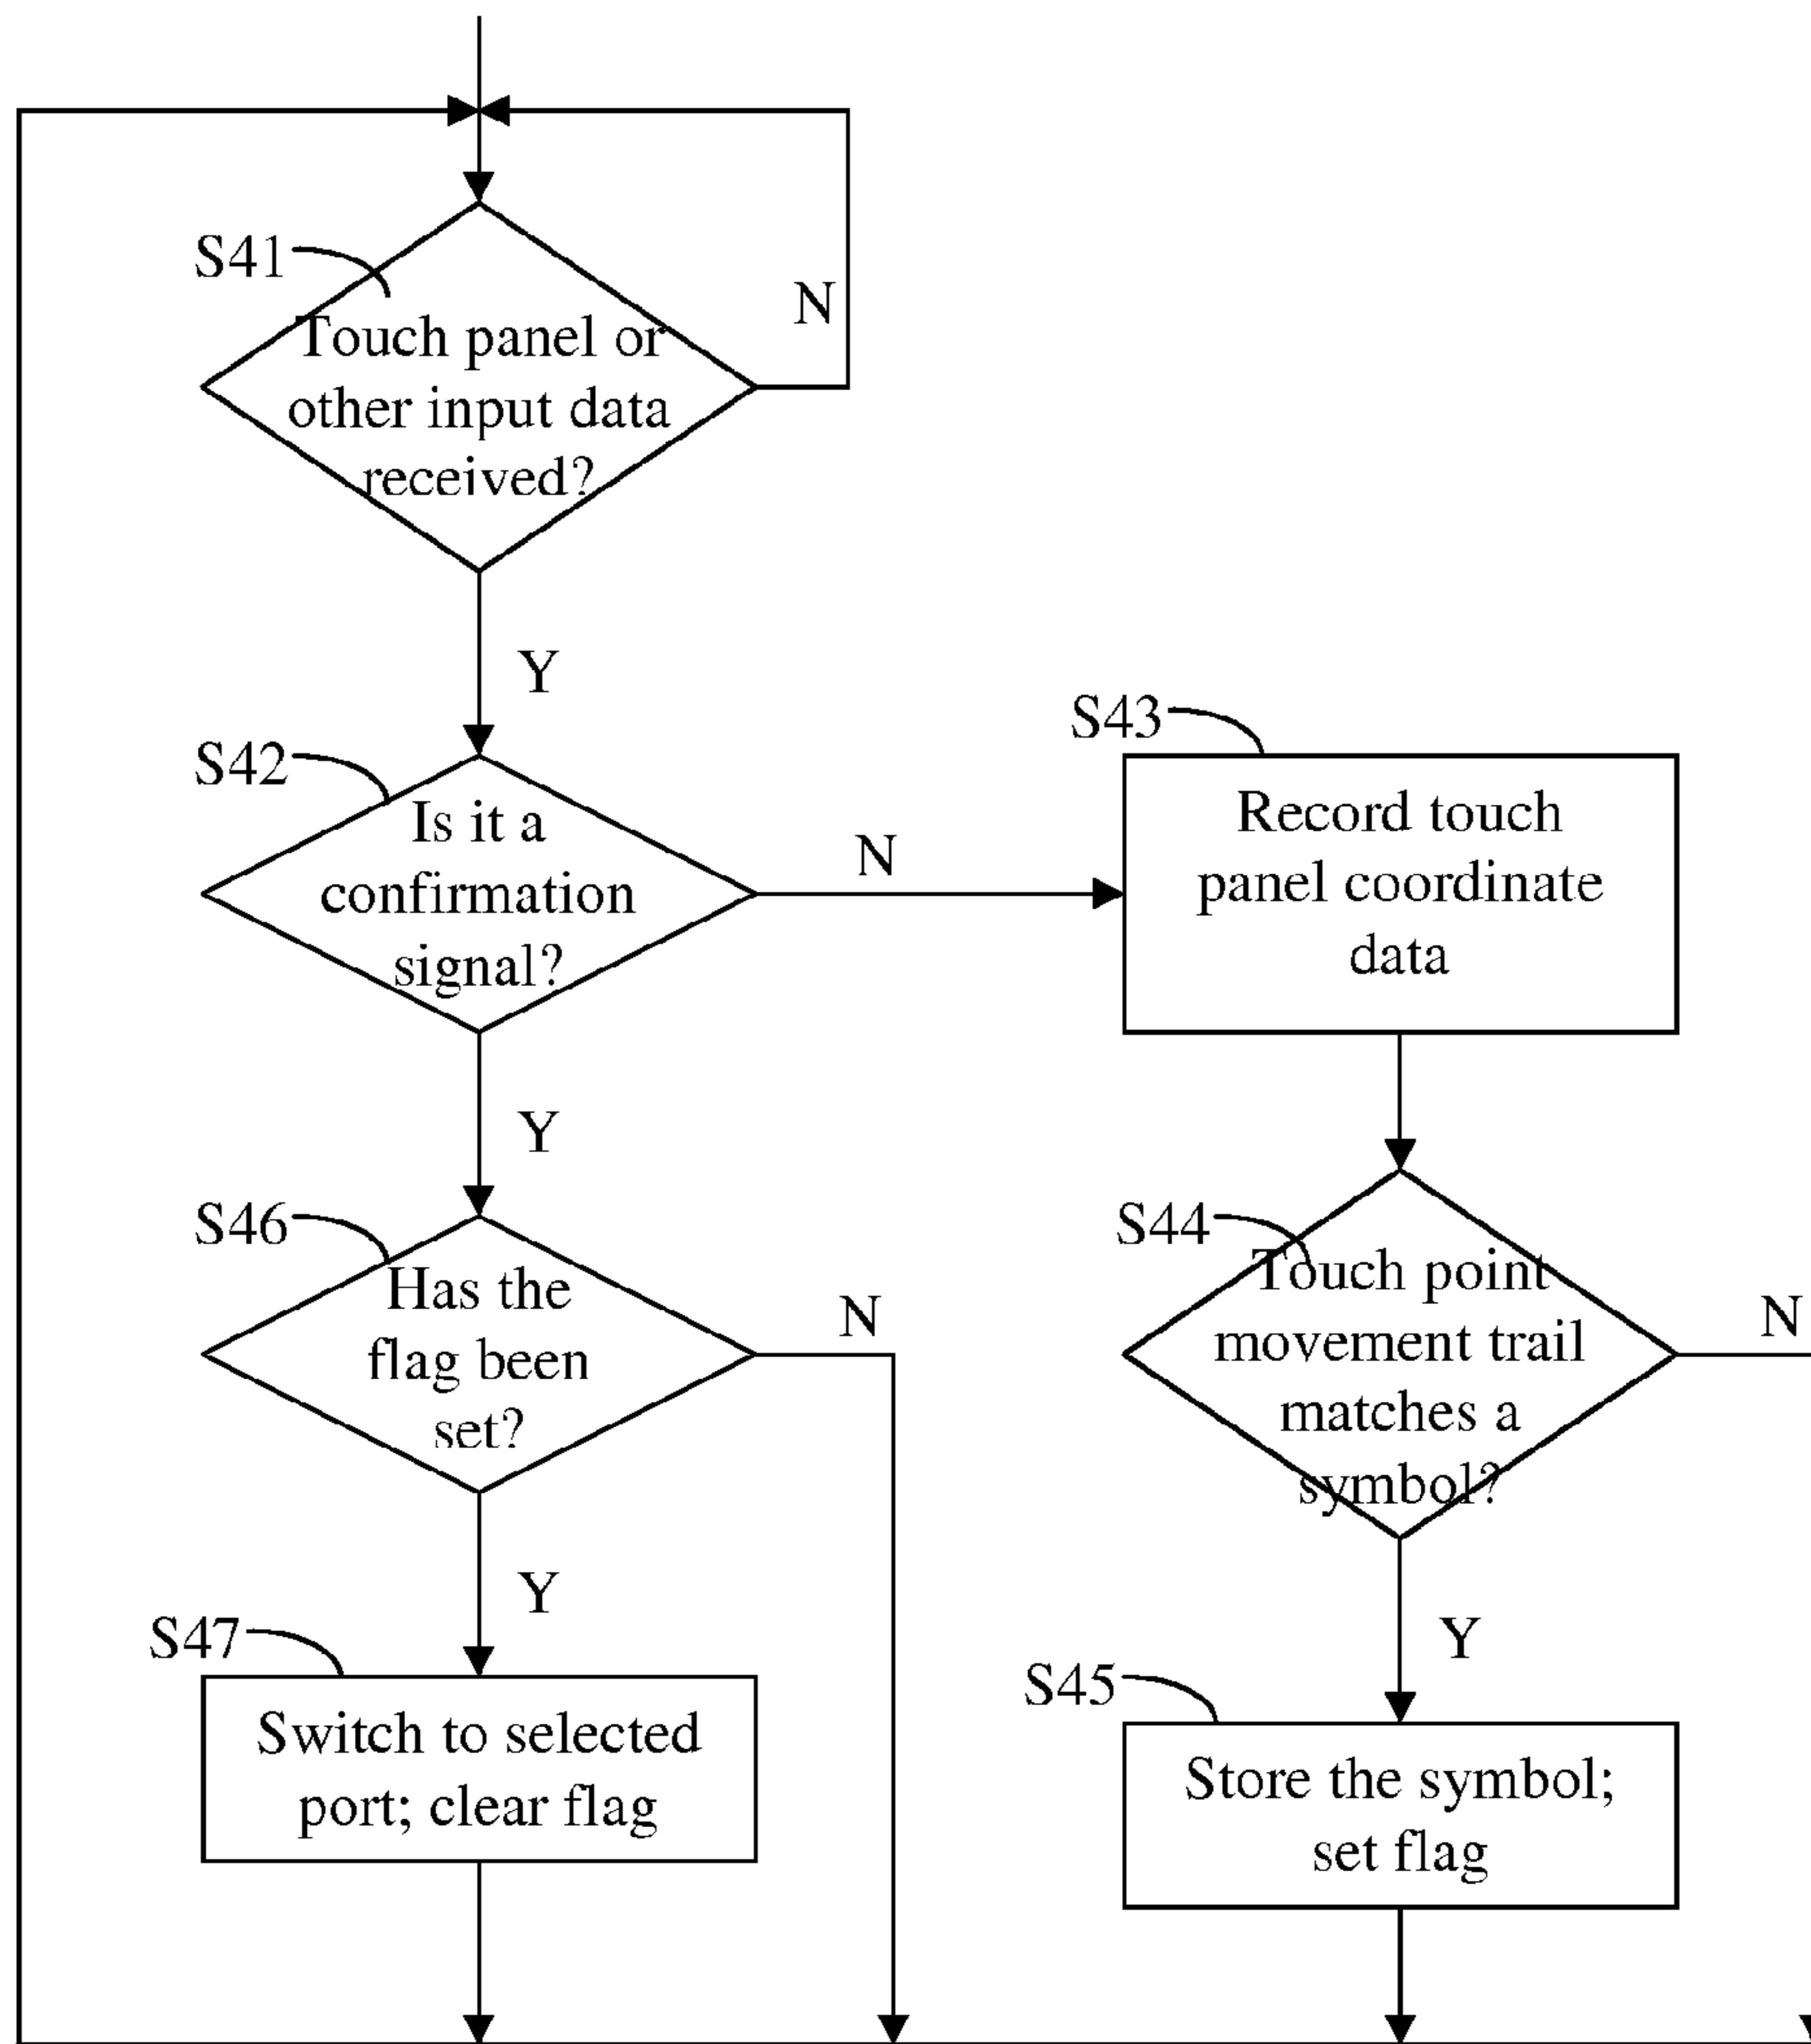 S41
Touch panel or
other input data
received?
N
Y
S42
Is it a
confirmation
signal?
N
S43
Record touch
panel coordinate
data
Y
S46
Has the
flag been
set?
N
S44
Touch point
movement trail
matches a
symbol?
N
Y
S47
Switch to selected
port; clear flag
Y
S45
Store the symbol;
set flag